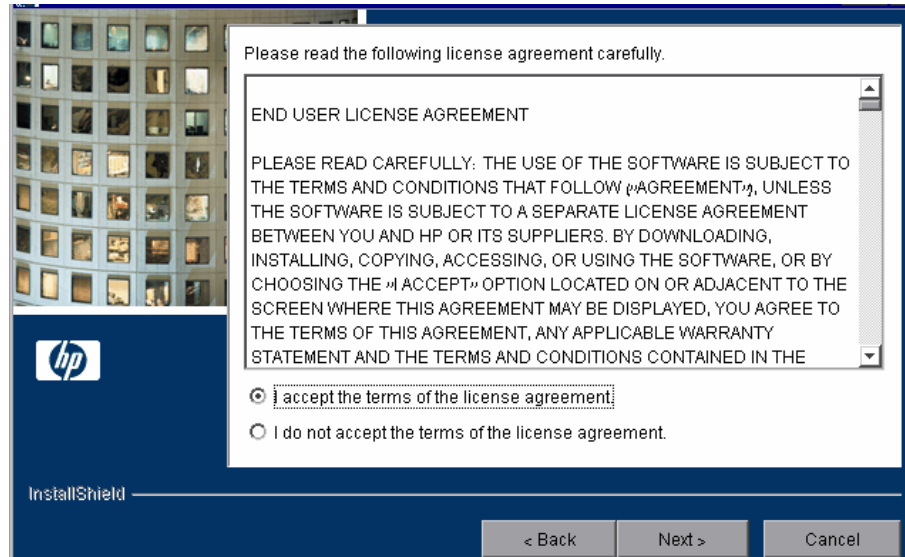 Please read the following license agreement carefully.
END USER LICENSE AGREEMENT
PLEASE READ CAREFULLY: THE USE OF THE SOFTWARE IS SUBJECT TO
THE TERMS AND CONDITIONS THAT FOLLOW („AGREEMENT„), UNLESS
THE SOFTWARE IS SUBJECT TO A SEPARATE LICENSE AGREEMENT
BETWEEN YOU AND HP OR ITS SUPPLIERS. BY DOWNLOADING,
INSTALLING, COPYING, ACCESSING, OR USING THE SOFTWARE, OR BY
CHOOSING THE „I ACCEPT„ OPTION LOCATED ON OR ADJACENT TO THE
SCREEN WHERE THIS AGREEMENT MAY BE DISPLAYED, YOU AGREE TO
THE TERMS OF THIS AGREEMENT, ANY APPLICABLE WARRANTY
STATEMENT AND THE TERMS AND CONDITIONS CONTAINED IN THE
hp
I accept the terms of the license agreement.
I do not accept the terms of the license agreement.
InstallShield
< Back
Next >
Cancel